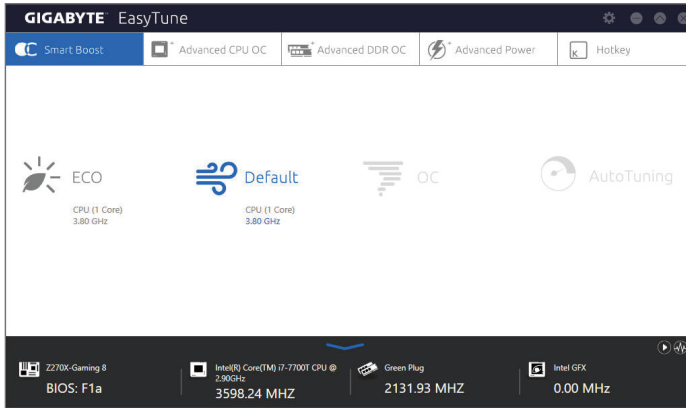 GIGABYTE™ EasyTune
Smart Boost
Advanced CPU OC
Advanced DDR OC
Advanced Power
K Hotkey
ECO
CPU (1 Core)
3.80 GHz
Default
CPU (1 Core)
3.80 GHz
OC
AutoTuning
Z270X-Gaming 8
BIOS: F1a
Intel(R) Core(TM) i7-7700T CPU @
2.90GHz
3598.24 MHZ
Green Plug
2131.93 MHZ
Intel GFX
0.00 MHz